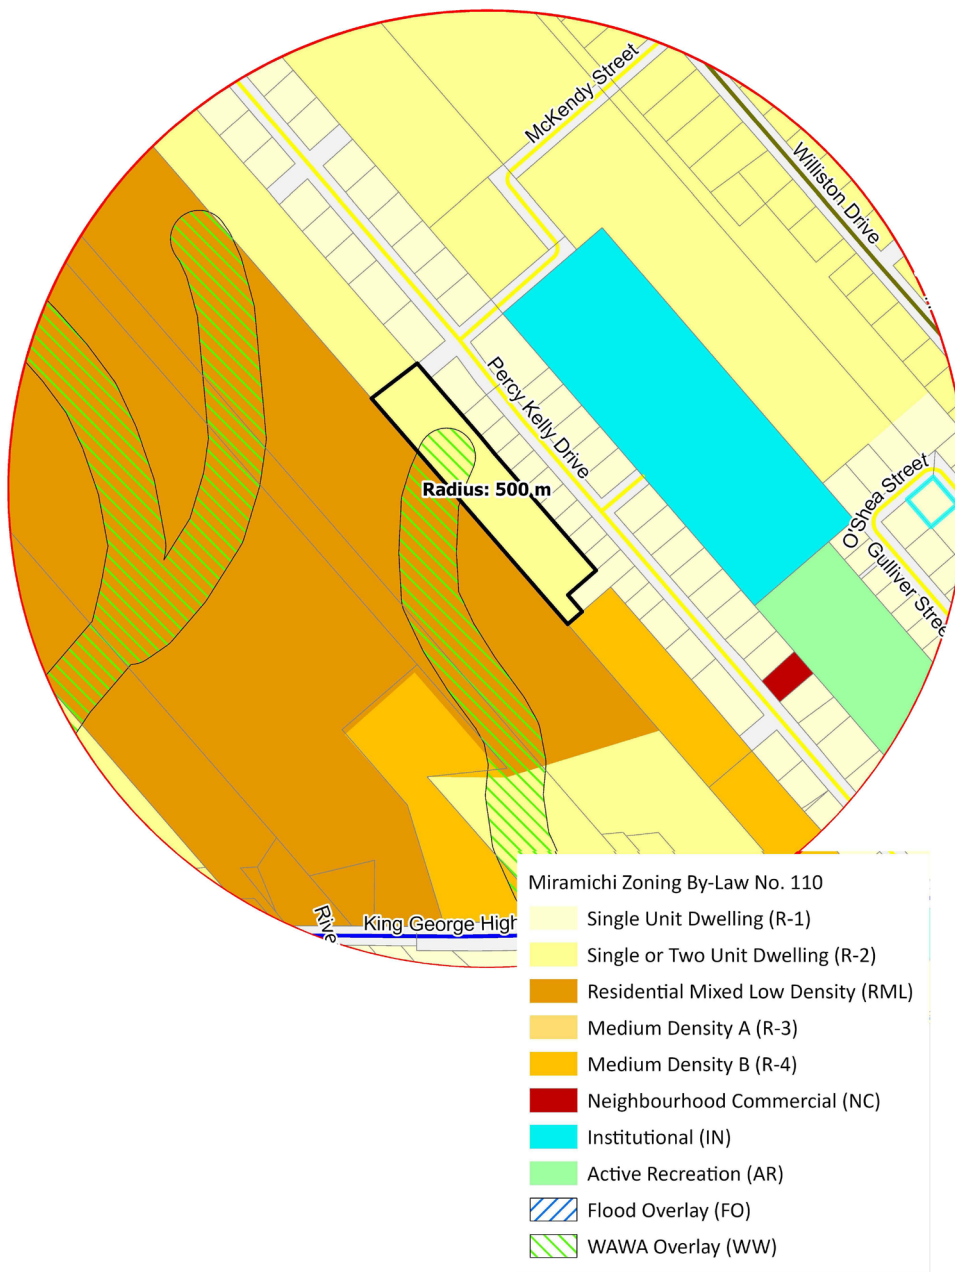 McKendy Street
Williston Drive
Percy Kelly Drive
Radius: 500 m
O'Shea Street
Gulliver Stree
King George High
Rive
Miramichi Zoning By-Law No. 110
Single Unit Dwelling (R-1)
Single or Two Unit Dwelling (R-2)
Residential Mixed Low Density (RML)
Medium Density A (R-3)
Medium Density B (R-4)
Neighbourhood Commercial (NC)
Institutional (IN)
Active Recreation (AR)
Flood Overlay (FO)
WAWA Overlay (WW)